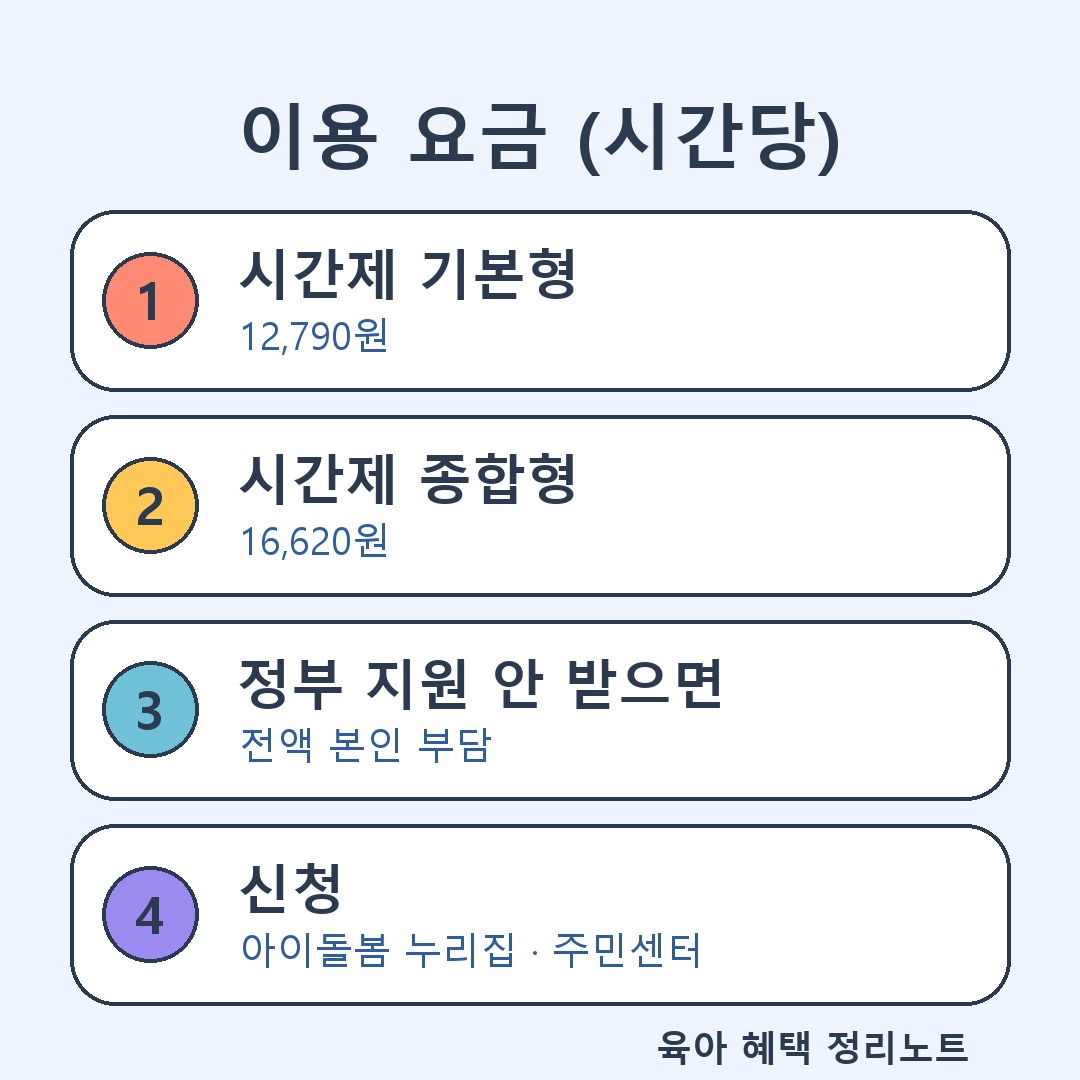 이용 요금 (시간당)
1
시간제 기본형
12,790원
2
시간제 종합형
16,620원
3
정부 지원 안 받으면
전액 본인 부담
4
신청
아이돌봄 누리집 · 주민센터
육아 혜택 정리노트